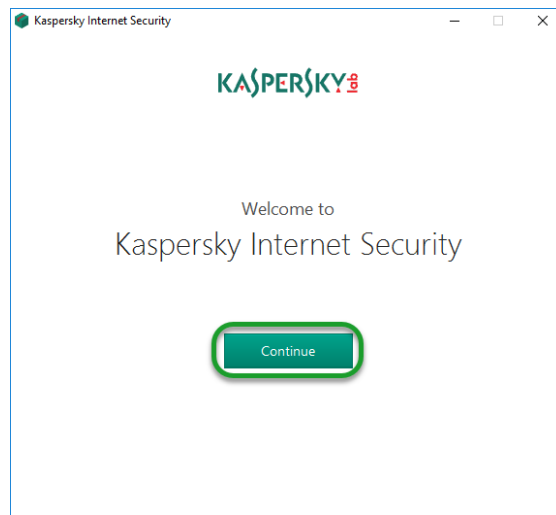 Kaspersky Internet Security
KASPERSKY lab
Welcome to
Kaspersky Internet Security
Continue